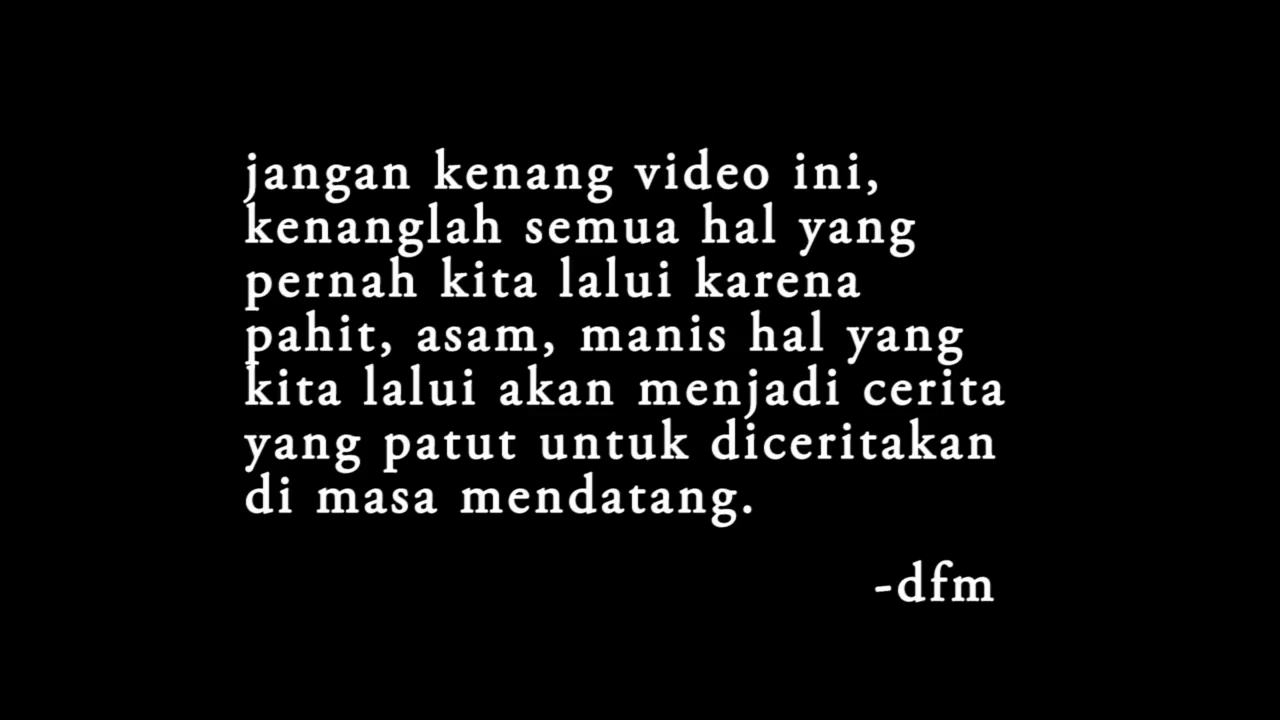 jangan kenang video ini,
kenanglah semua hal yang
pernah kita lalui karena
pahit, asam, manis hal yang
kita lalui akan menjadi cerita
yang patut untuk diceritakan
di masa mendatang.
-dfm